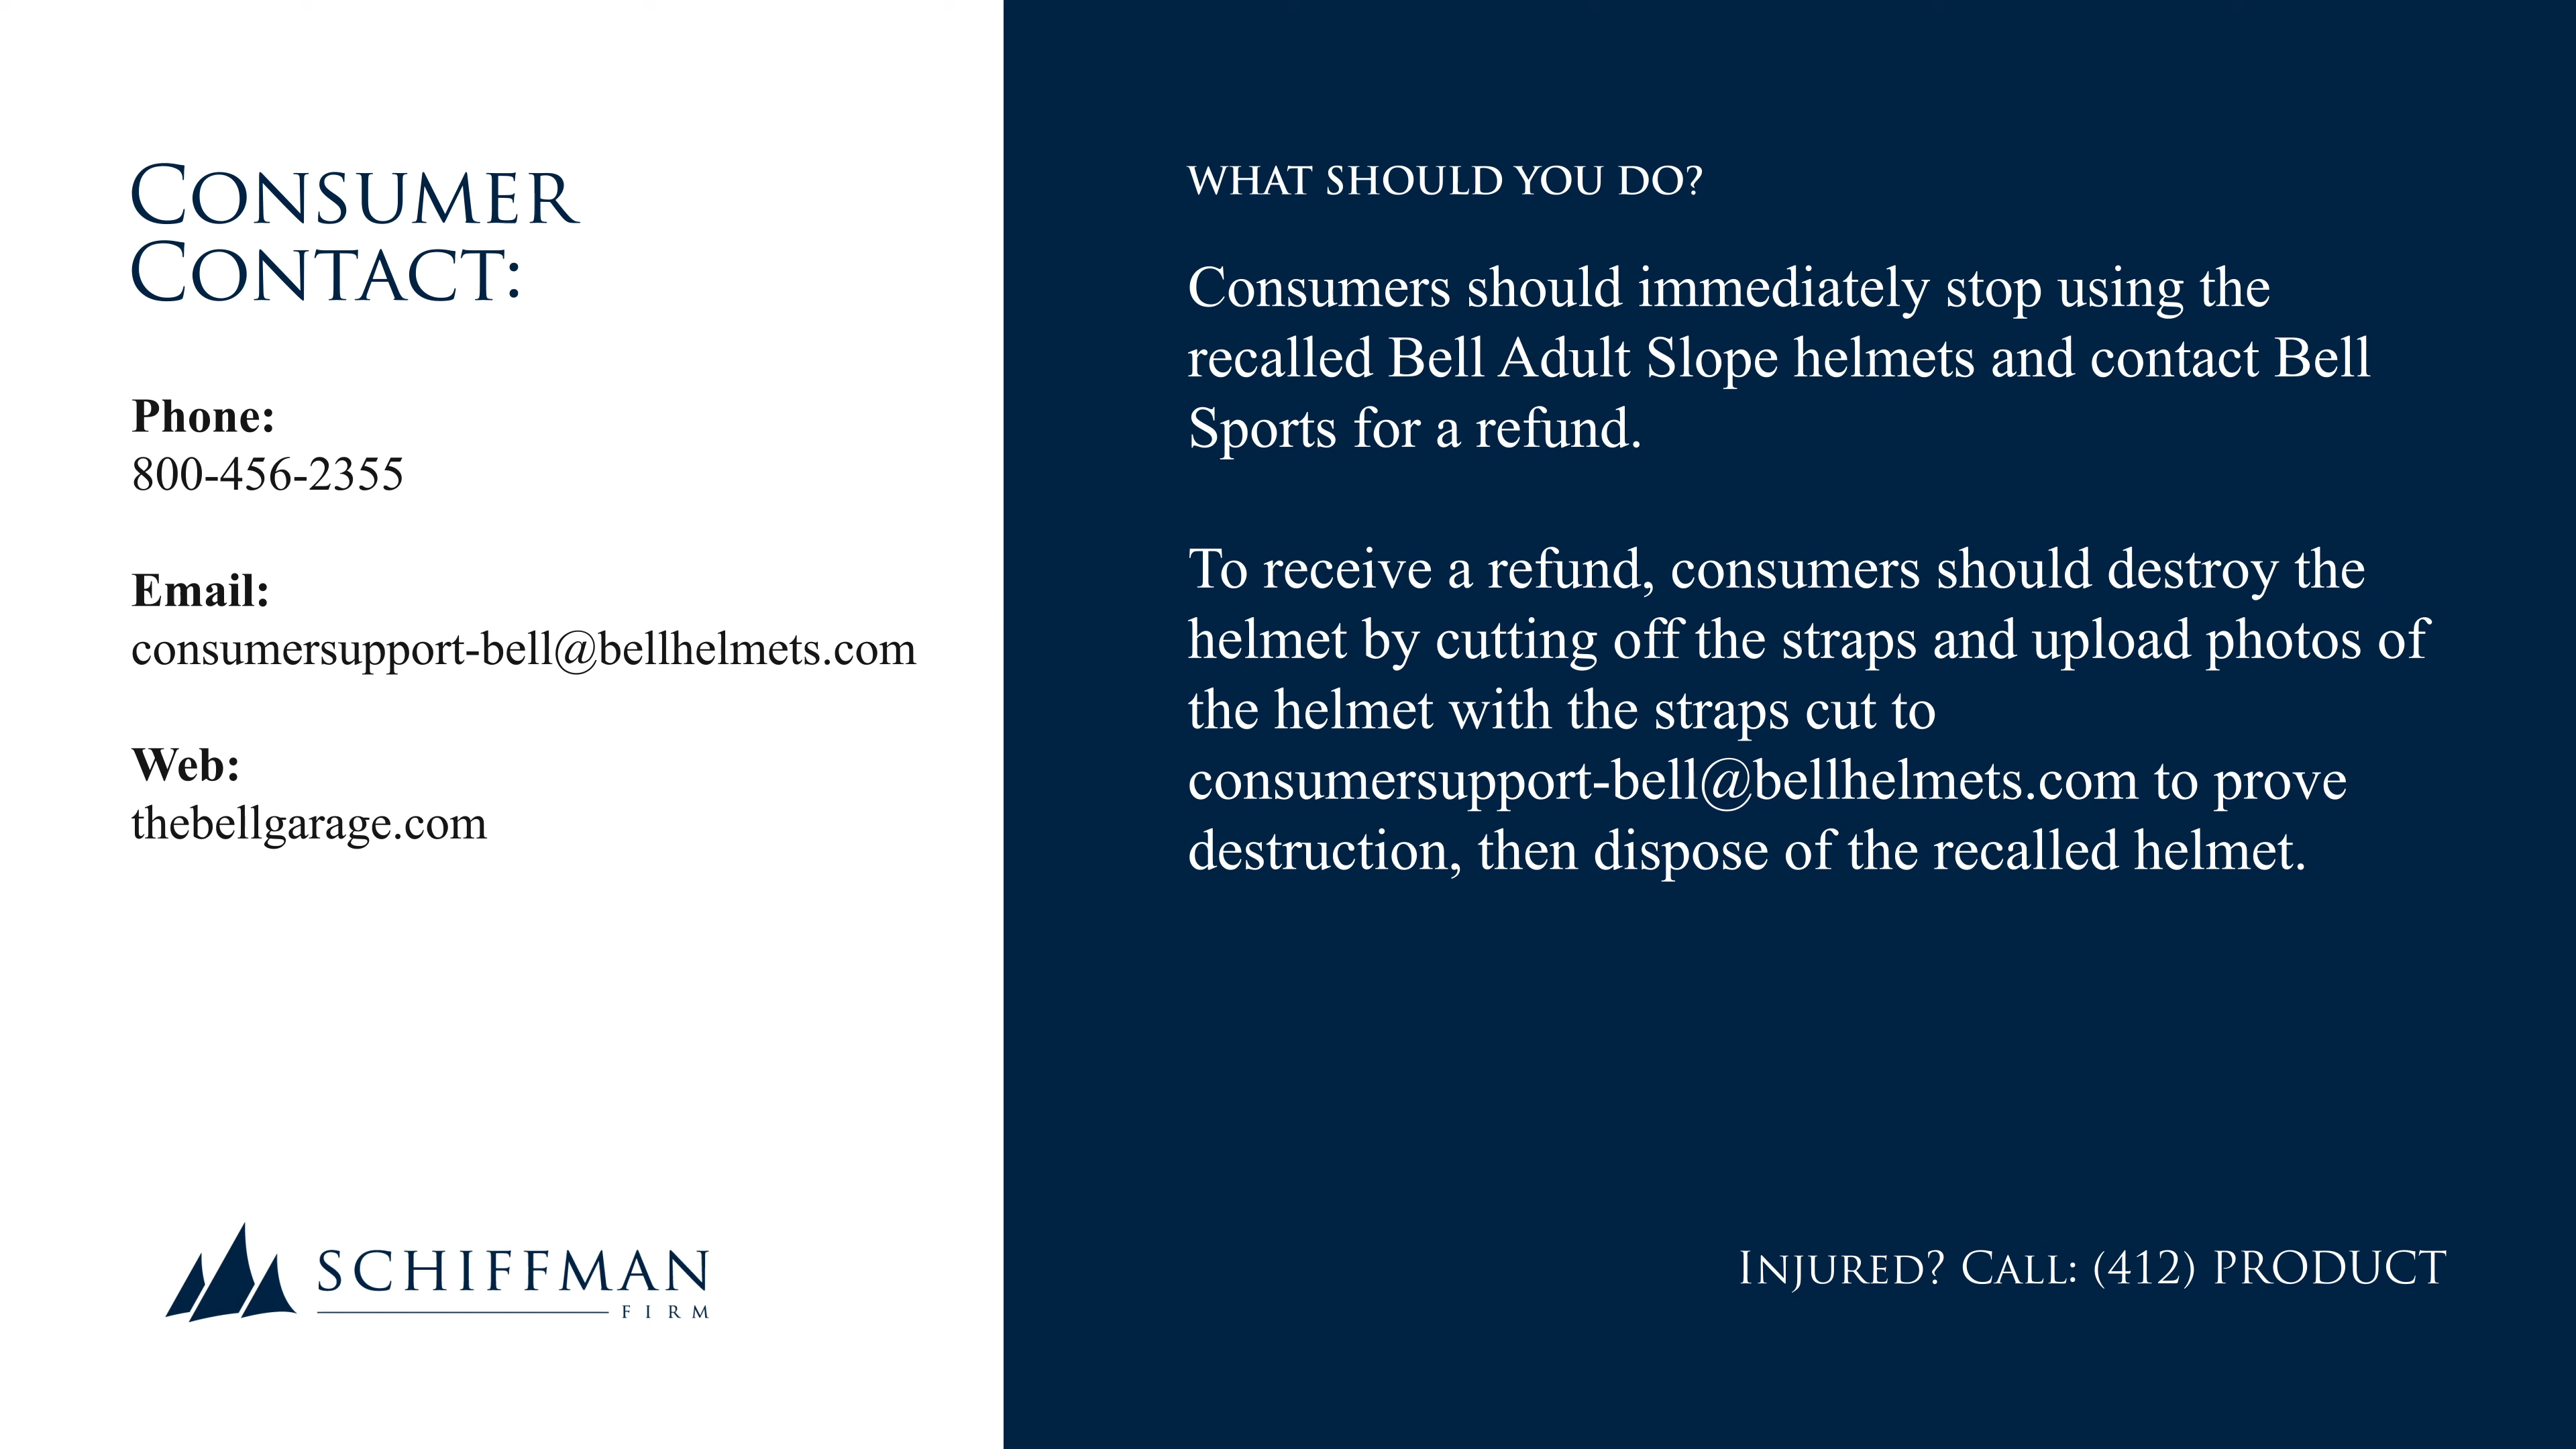 CONSUMER
CONTACT:
Phone:
800-456-2355
Email:
consumersupport-bell@bellhelmets.com
Web:
thebellgarage.com
SCHIFFMAN
FIRM
WHAT SHOULD YOU DO?
Consumers should immediately stop using the
recalled Bell Adult Slope helmets and contact Bell
Sports for a refund.
To receive a refund, consumers should destroy the
helmet by cutting off the straps and upload photos of
the helmet with the straps cut to
consumersupport-bell@bellhelmets.com to prove
destruction, then dispose of the recalled helmet.
INJURED? CALL: (412) PRODUCT